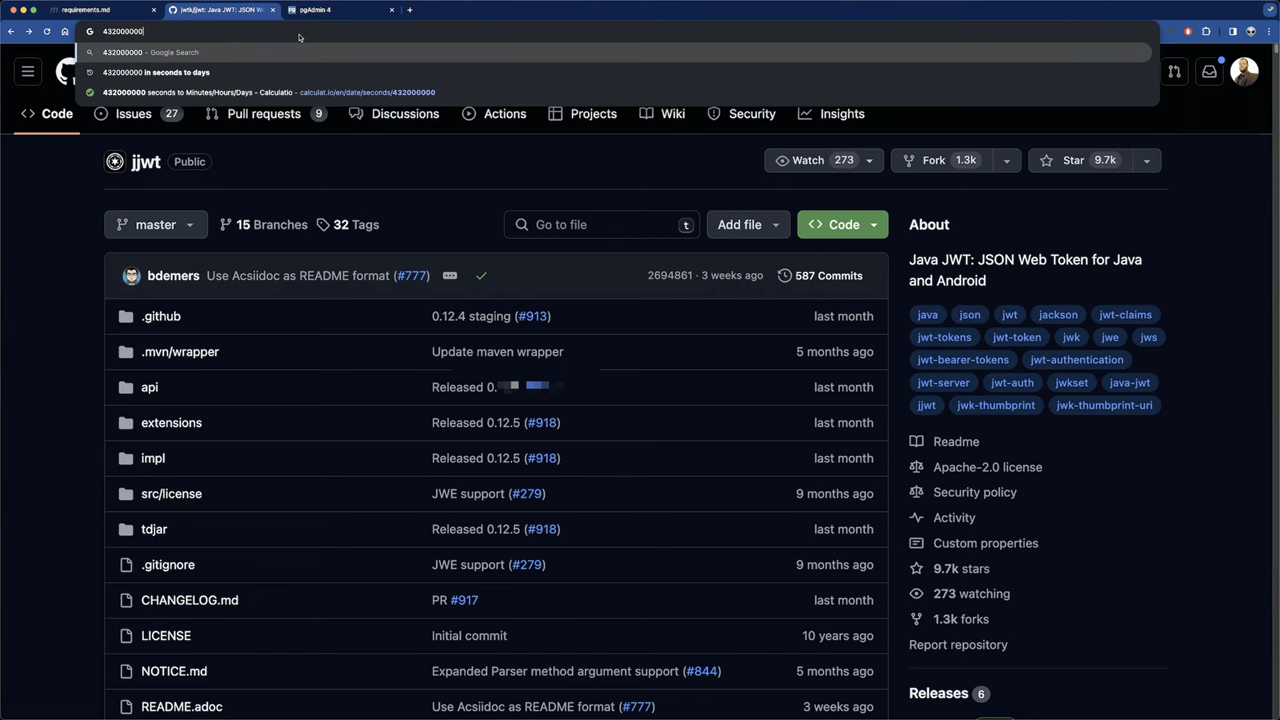 requirements.md
jwtk/jjwt: Java JWT: JSON W
pgAdmin 4
432000000
432000000 – Google Search
432000000 in seconds to days
432000000 seconds to Minutes/Hours/Days - Calculatio - calculat.io/en/date/seconds/432000000
Code
Issues 27
Pull requests 9
Discussions
Actions
Projects
Wiki
Security
Insights
jjwt Public
Watch 273
Fork 1.3k
Star 9.7k
master
15 Branches
32 Tags
Go to file t
Add file
Code
bdemers Use Acsiidoc as README format (#777)
2694861 · 3 weeks ago
587 Commits
.github 0.12.4 staging (#913) last month
.mvn/wrapper Update maven wrapper 5 months ago
api Released 0. last month
extensions Released 0.12.5 (#918) last month
impl Released 0.12.5 (#918) last month
src/license JWE support (#279) 9 months ago
tdjar Released 0.12.5 (#918) last month
.gitignore JWE support (#279) 9 months ago
CHANGELOG.md PR #917 last month
LICENSE Initial commit 10 years ago
NOTICE.md Expanded Parser method argument support (#844) 5 months ago
README.adoc Use Acsiidoc as README format (#777) 3 weeks ago
About
Java JWT: JSON Web Token for Java
and Android
java json jwt jackson jwt-claims
jwt-tokens jwt-token jwk jwe jws
jwt-bearer-tokens jwt-authentication
jwt-server jwt-auth jwkset java-jwt
jjwt jwk-thumbprint jwk-thumbprint-uri
Readme
Apache-2.0 license
Security policy
Activity
Custom properties
9.7k stars
273 watching
1.3k forks
Report repository
Releases 6